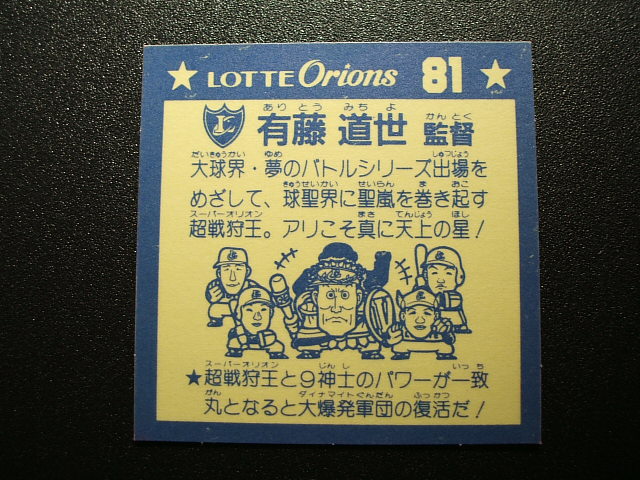 ★ LOTTE Orions 81 ★
ありとう みちよ かんとく
有藤 道世 監督
だいきゅうかい ゆめ しゅつじょう
大球界・夢のバトルシリーズ出場を
きゅうせいかい せいらん ま おこ
めざして、球聖界に聖嵐を巻き起す
スーパーオリオン まさ てんじょう ほし
超戦狩王。アリこそ真に天上の星!
スーパーオリオン じんし いっち
★超戦狩王と9神士のパワーが一致
がん ダイナマイトぐんだん ふっかつ
丸となると大爆発軍団の復活だ!